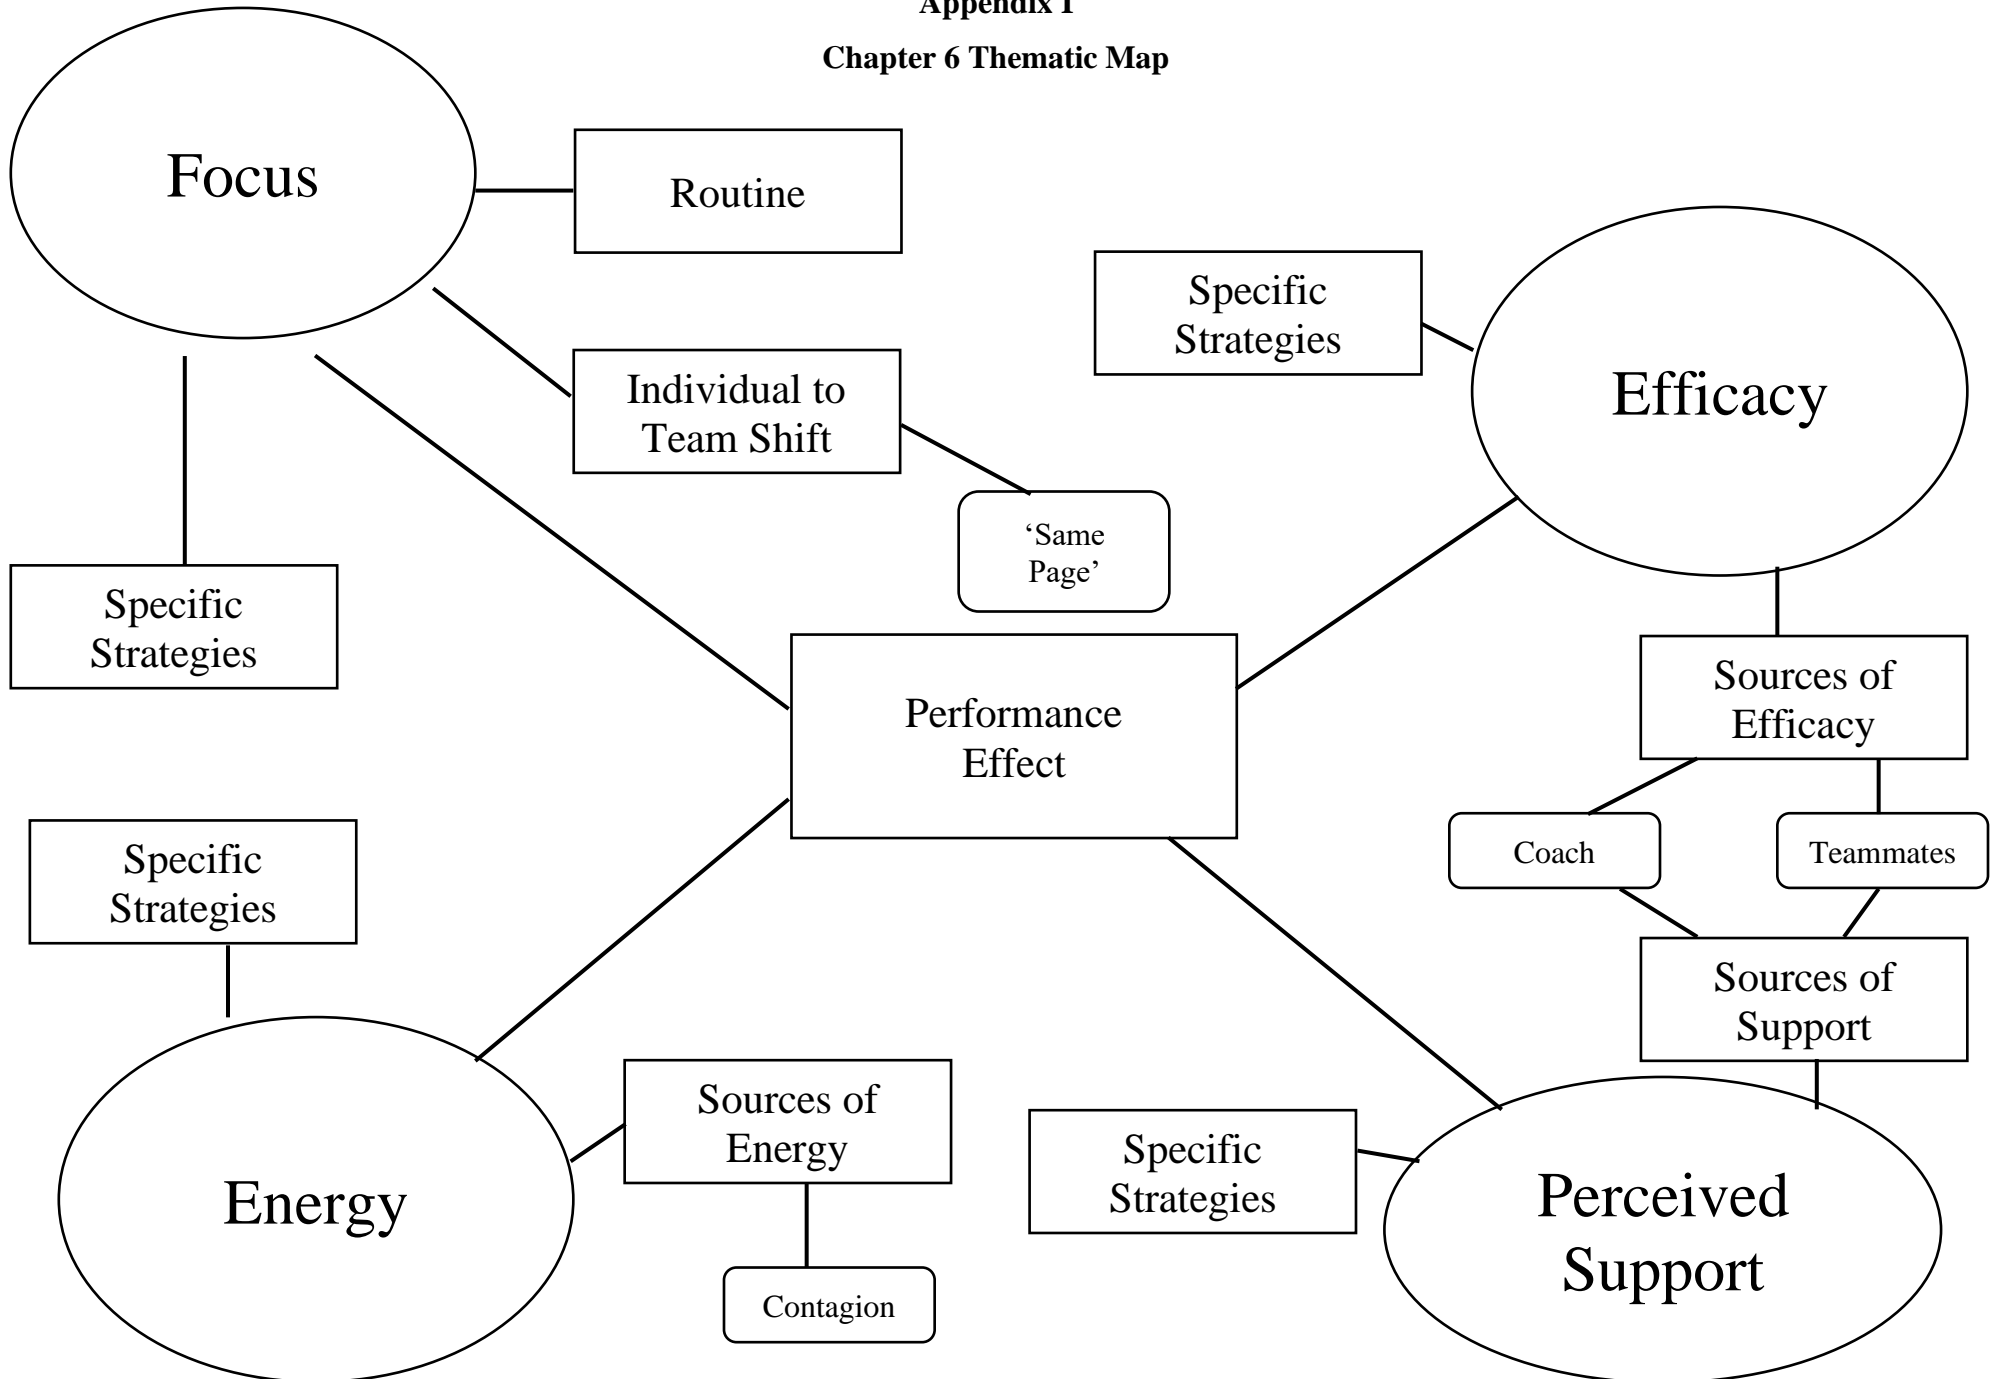 Appendix I
Chapter 6 Thematic Map
Focus
Routine
Specific
Strategies
Efficacy
Individual to
Team Shift
‘Same
Page’
Specific
Strategies
Sources of
Efficacy
Performance
Effect
Coach
Teammates
Specific
Strategies
Sources of
Support
Sources of
Energy
Specific
Strategies
Energy
Perceived
Support
Contagion